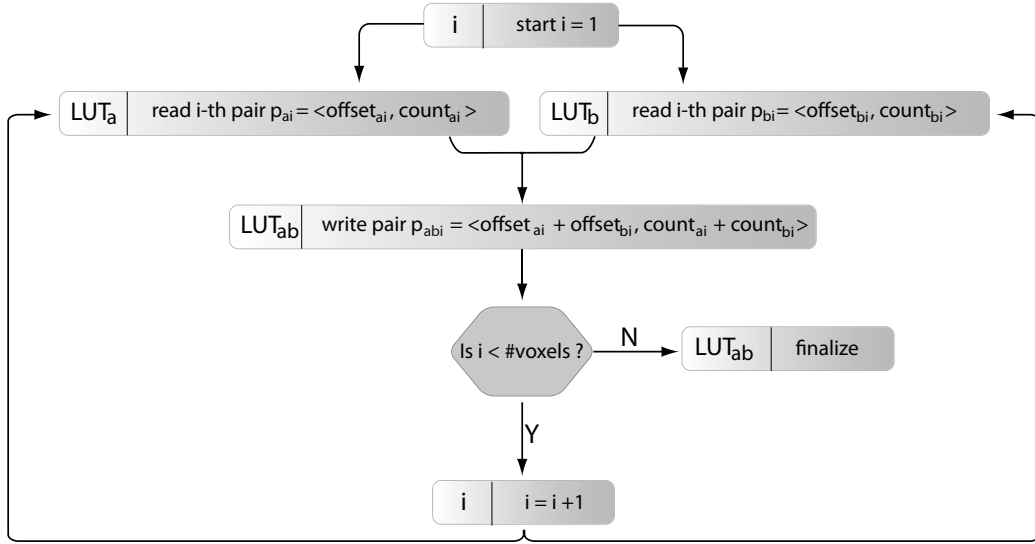 i start i = 1
LUTa read i-th pair pai = <offsetai, countai>
LUTb read i-th pair pbi = <offsetbi, countbi>
LUTab write pair pabi = <offset ai + offsetbi, countai + countbi>
Is i < #voxels ?
N
LUTab finalize
Y
i i = i +1